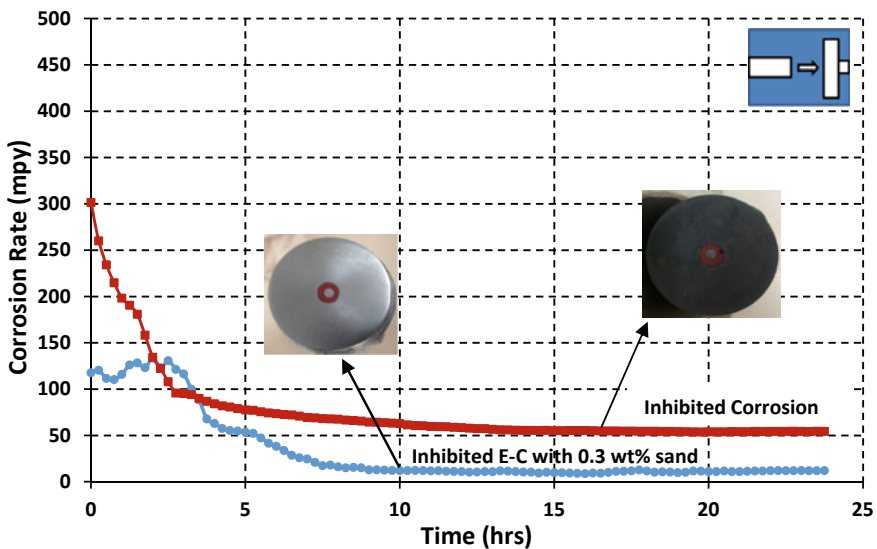 500
450
400
350
300
250
200
150
100
50
0
Corrosion Rate (mpy)
Inhibited Corrosion
Inhibited E-C with 0.3 wt% sand
0 5 10 15 20 25
Time (hrs)